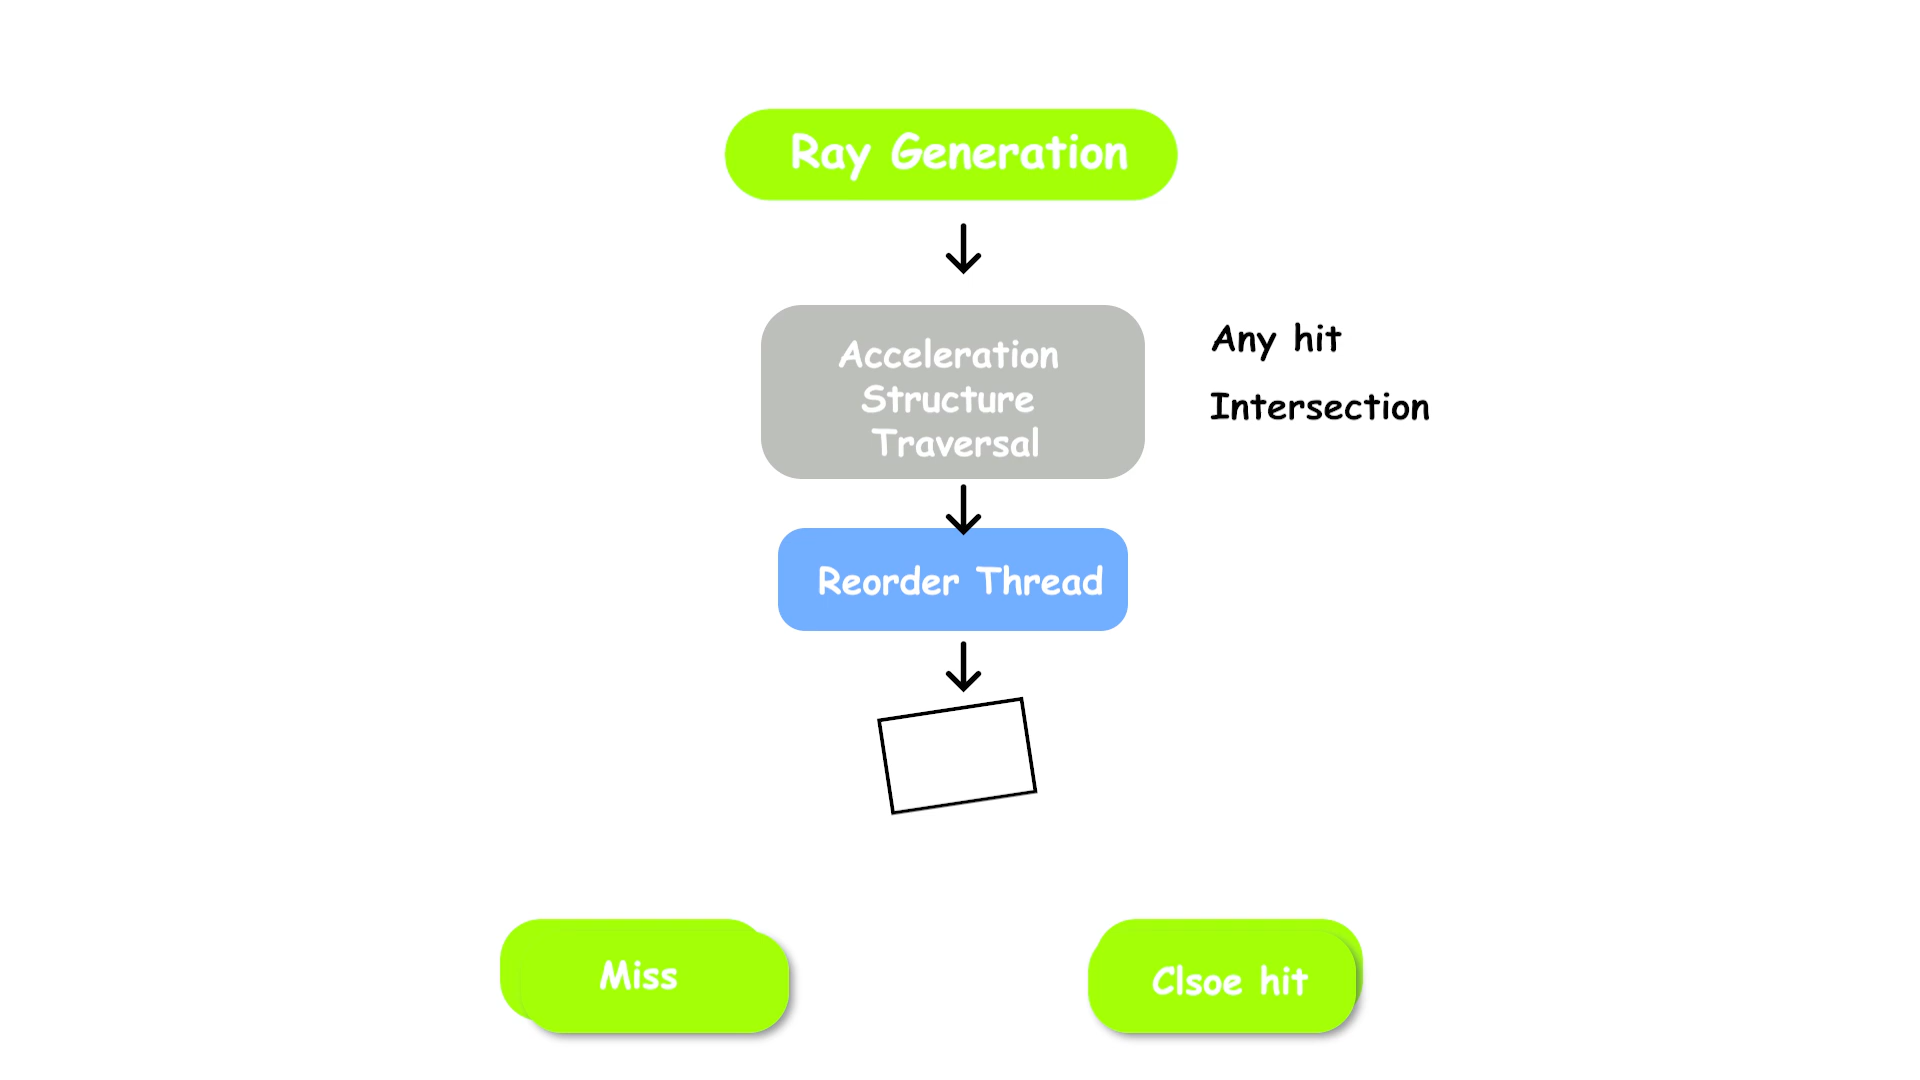 Ray Generation
Acceleration
Structure
Traversal
Any hit
Intersection
Reorder Thread
Miss
Clsoe hit